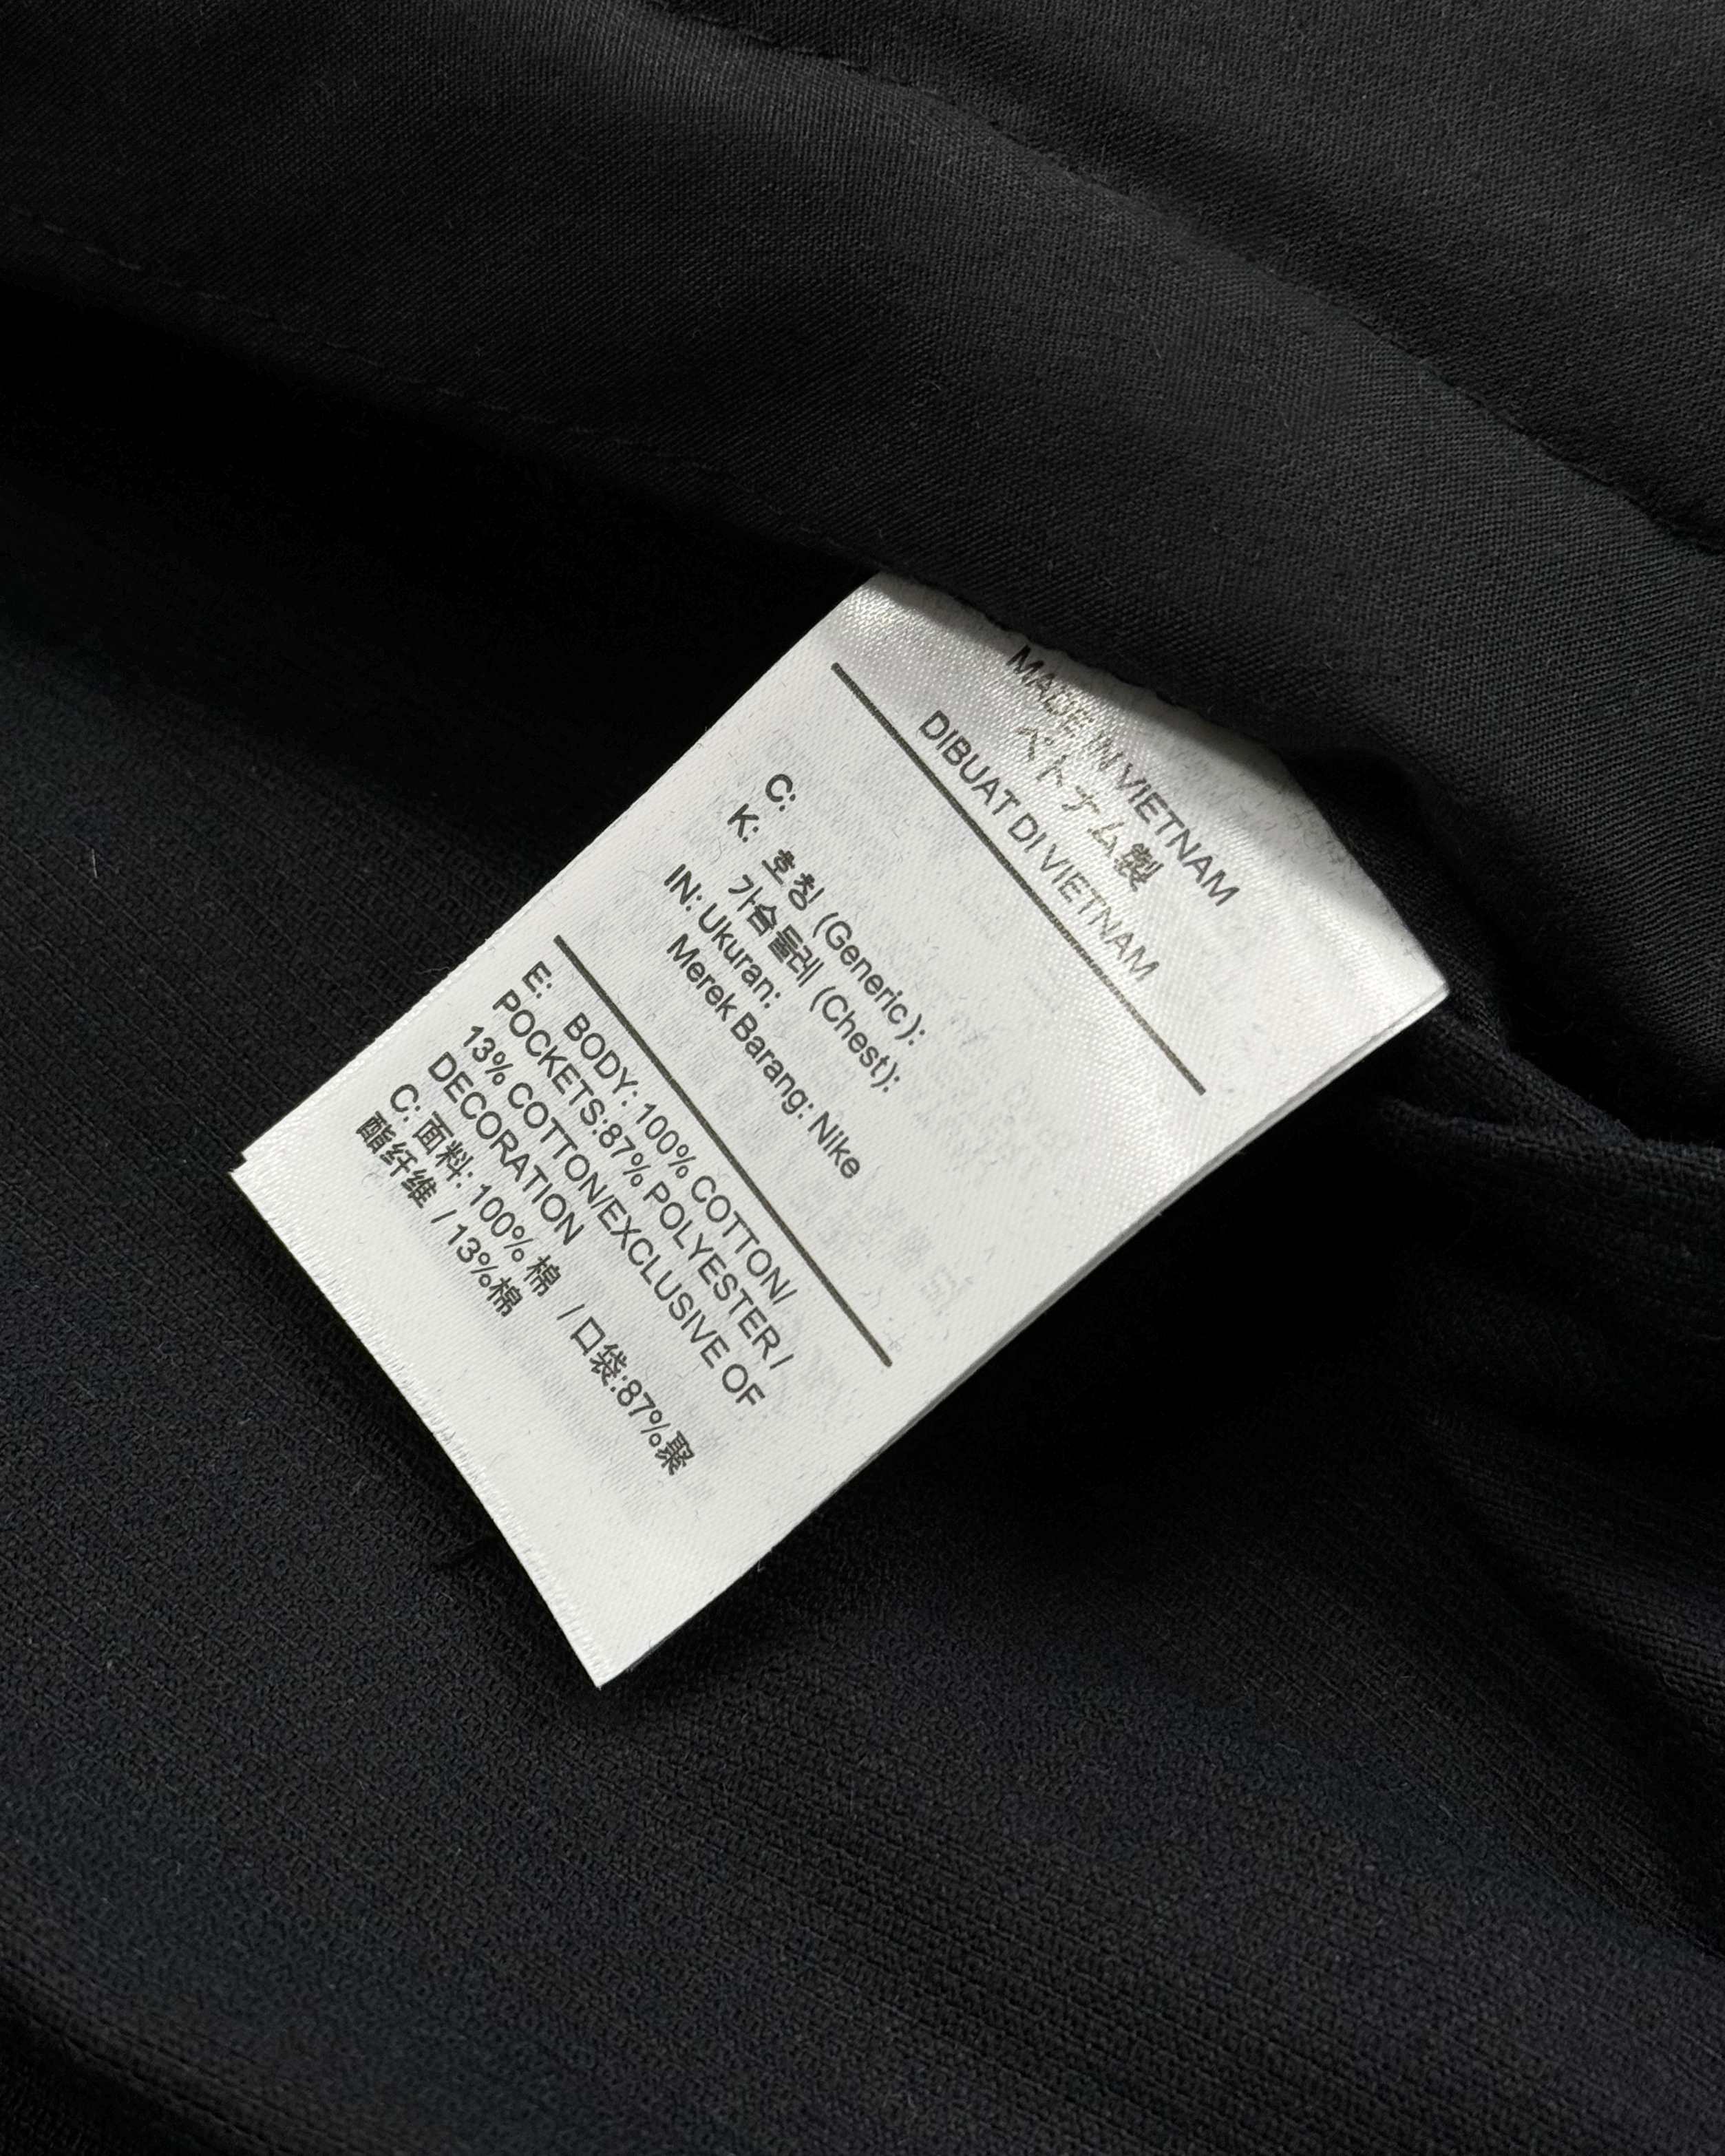 MADE IN VIETNAM
ベトナム製
DIBUAT DI VIETNAM
C:
K: 호칭 (Generic):
가슴둘레 (Chest):
IN: Ukuran:
Merek Barang: Nike
E: BODY: 100% COTTON/
POCKETS:87% POLYESTER /
13% COTTON/EXCLUSIVE OF
DECORATION
C: 面料: 100% 棉 / 口袋:87%聚
酯纤维 / 13%棉